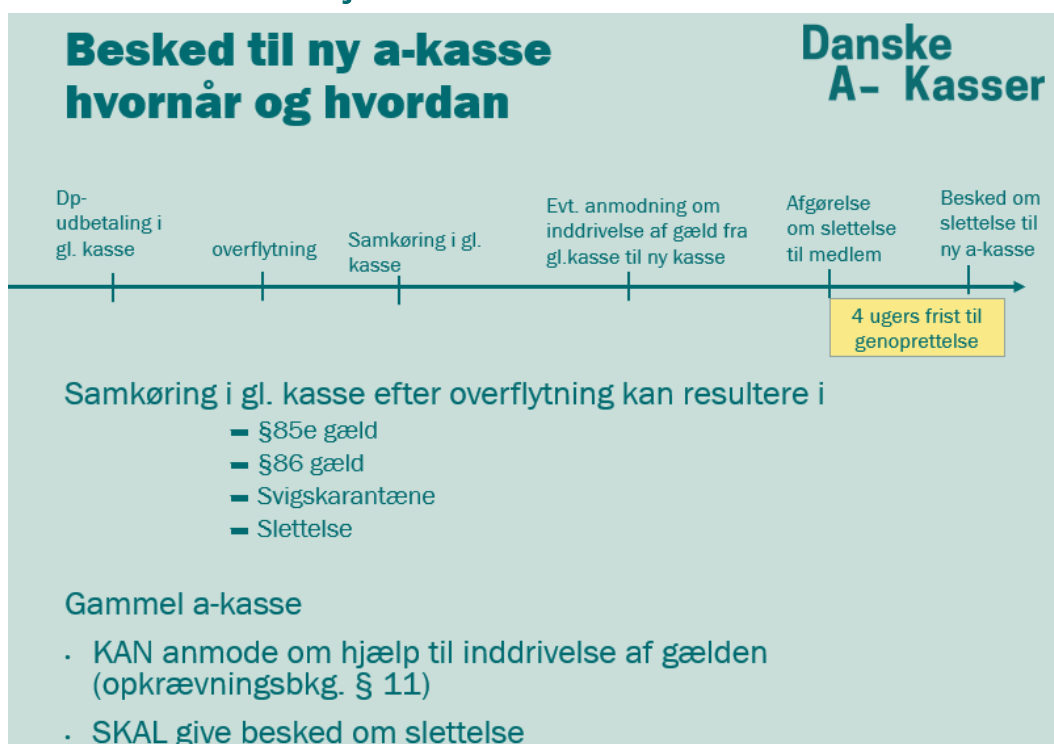 Besked til ny a-kasse
hvornår og hvordan
Danske
A- Kasser
Dp-
udbetaling i
gl. kasse
overflytning
Samkøring i gl.
kasse
Evt. anmodning om
inddrivelse af gæld fra
gl.kasse til ny kasse
Afgørelse
om slettelse
til medlem
Besked om
slettelse til
ny a-kasse
4 ugers frist til
genoprettelse
Samkøring i gl. kasse efter overflytning kan resultere i
– §85e gæld
– §86 gæld
– Svigskarantæne
– Slettelse
Gammel a-kasse
· KAN anmode om hjælp til inddrivelse af gælden
(opkrævningsbkg. § 11)
· SKAL give besked om slettelse